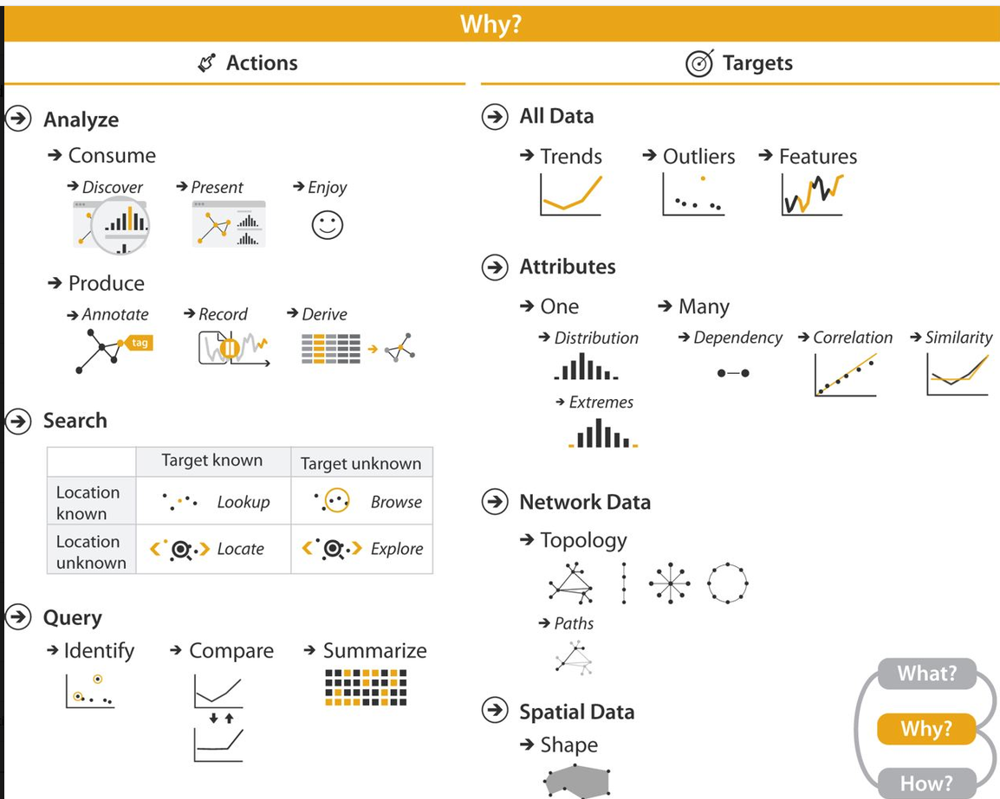 Why?
Actions
Analyze
Consume
Discover
Present
Enjoy
Produce
Annotate
Record
Derive
tag
Search
Target known
Target unknown
Location
known
Lookup
Browse
Location
unknown
Locate
Explore
Query
Identify
Compare
Summarize
Targets
All Data
Trends
Outliers
Features
Attributes
One
Many
Distribution
Dependency
Correlation
Similarity
Extremes
Network Data
Topology
Paths
Spatial Data
Shape
What?
Why?
How?